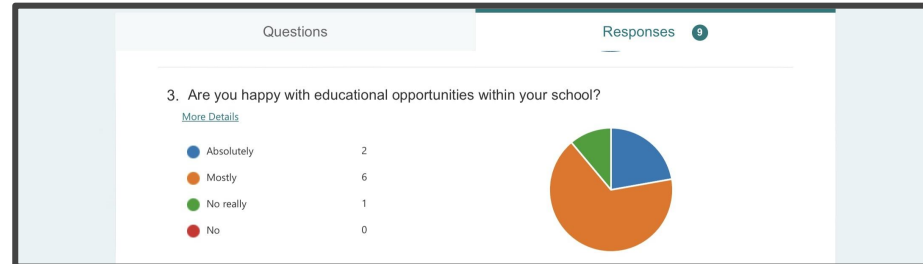 Questions
Responses 9
3. Are you happy with educational opportunities within your school?
More Details
Absolutely 2
Mostly 6
No really 1
No 0